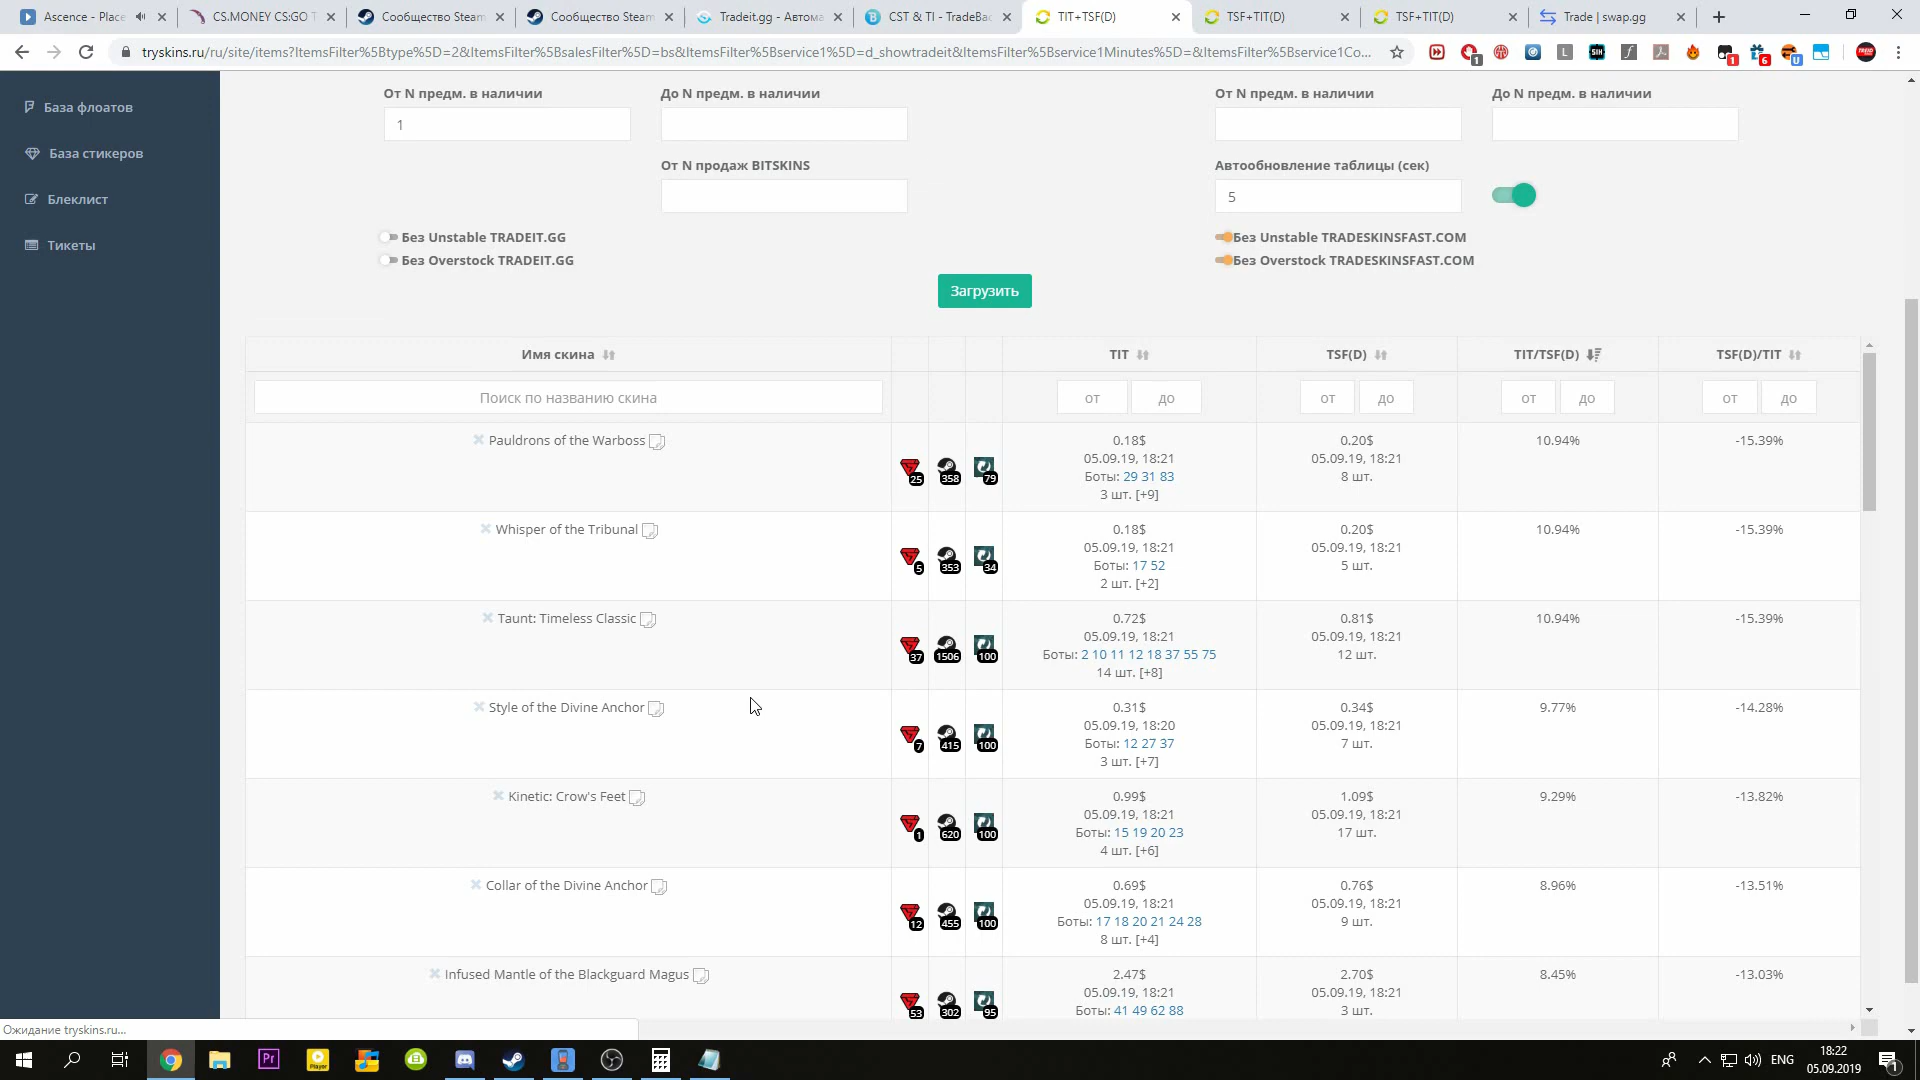 Ascence - Place
CS.MONEY CS:GO T
Сообщество Steam
Сообщество Steam
Tradeit.gg - Автома
CST & TI - TradeBac
TIT+TSF(D)
TSF+TIT(D)
TSF+TIT(D)
Trade | swap.gg
tryskins.ru/ru/site/items?ItemsFilter%5Btype%5D=2&ItemsFilter%5BsalesFilter%5D=bs&ItemsFilter%5Bservice1%5D=d_showtradeit&ItemsFilter%5Bservice1Minutes%5D=&ItemsFilter%5Bservice1Co...
База флоатов
База стикеров
Блеклист
Тикеты
От N предм. в наличии
До N предм. в наличии
От N предм. в наличии
До N предм. в наличии
1
От N продаж BITSKINS
Автообновление таблицы (сек)
5
Без Unstable TRADEIT.GG
Без Unstable TRADESKINSFAST.COM
Без Overstock TRADEIT.GG
Без Overstock TRADESKINSFAST.COM
Загрузить
Имя скина
TIT
TSF(D)
TIT/TSF(D)
TSF(D)/TIT
Поиск по названию скина
от
до
от
до
от
до
от
до
Pauldrons of the Warboss
25
358
79
0.18$
05.09.19, 18:21
Боты: 29 31 83
3 шт. [+9]
0.20$
05.09.19, 18:21
8 шт.
10.94%
-15.39%
Whisper of the Tribunal
5
353
34
0.18$
05.09.19, 18:21
Боты: 17 52
2 шт. [+2]
0.20$
05.09.19, 18:21
5 шт.
10.94%
-15.39%
Taunt: Timeless Classic
37
1506
100
0.72$
05.09.19, 18:21
Боты: 2 10 11 12 18 37 55 75
14 шт. [+8]
0.81$
05.09.19, 18:21
12 шт.
10.94%
-15.39%
Style of the Divine Anchor
7
415
100
0.31$
05.09.19, 18:20
Боты: 12 27 37
3 шт. [+7]
0.34$
05.09.19, 18:21
7 шт.
9.77%
-14.28%
Kinetic: Crow's Feet
1
620
100
0.99$
05.09.19, 18:21
Боты: 15 19 20 23
4 шт. [+6]
1.09$
05.09.19, 18:21
17 шт.
9.29%
-13.82%
Collar of the Divine Anchor
12
455
100
0.69$
05.09.19, 18:21
Боты: 17 18 20 21 24 28
8 шт. [+4]
0.76$
05.09.19, 18:21
9 шт.
8.96%
-13.51%
Infused Mantle of the Blackguard Magus
53
302
95
2.47$
05.09.19, 18:21
Боты: 41 49 62 88
2.70$
05.09.19, 18:21
3 шт.
8.45%
-13.03%
Ожидание tryskins.ru...
ENG
18:22
05.09.2019
1